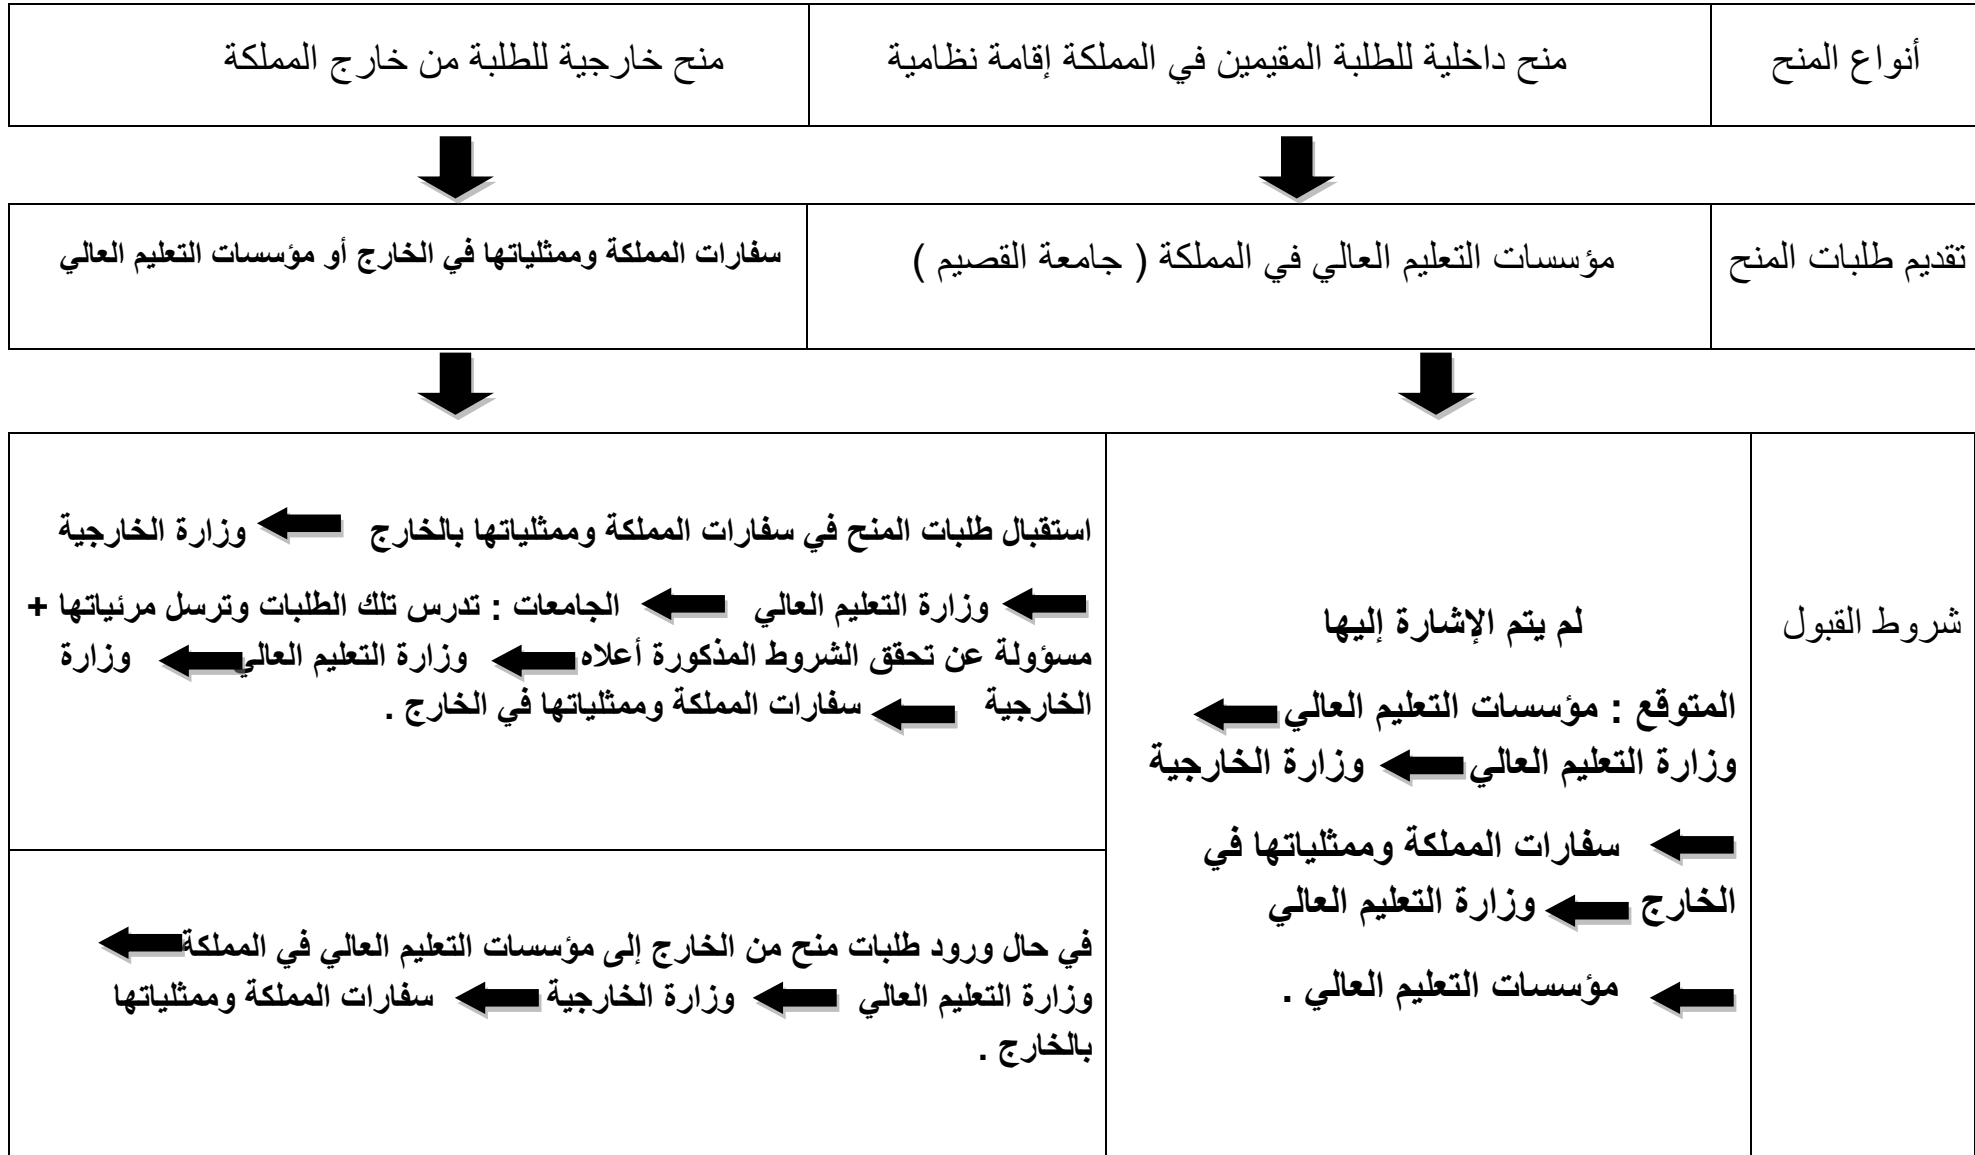 أنواع المنح
منح داخلية للطلبة المقيمين في المملكة إقامة نظامية
منح خارجية للطلبة من خارج المملكة
تقديم طلبات المنح
مؤسسات التعليم العالي في المملكة ( جامعة القصيم )
سفارات المملكة وممثلياتها في الخارج أو مؤسسات التعليم العالي
شروط القبول
لم يتم الإشارة إليها
المتوقع : مؤسسات التعليم العالي
وزارة التعليم العالي وزارة الخارجية
سفارات المملكة وممثلياتها في
الخارج وزارة التعليم العالي
مؤسسات التعليم العالي .
استقبال طلبات المنح في سفارات المملكة وممثلياتها بالخارج وزارة الخارجية
وزارة التعليم العالي الجامعات : تدرس تلك الطلبات وترسل مرئياتها +
مسؤولة عن تحقق الشروط المذكورة أعلاه وزارة التعليم العالي وزارة
الخارجية سفارات المملكة وممثلياتها في الخارج .
في حال ورود طلبات منح من الخارج إلى مؤسسات التعليم العالي في المملكة
وزارة التعليم العالي وزارة الخارجية سفارات المملكة وممثلياتها
بالخارج .